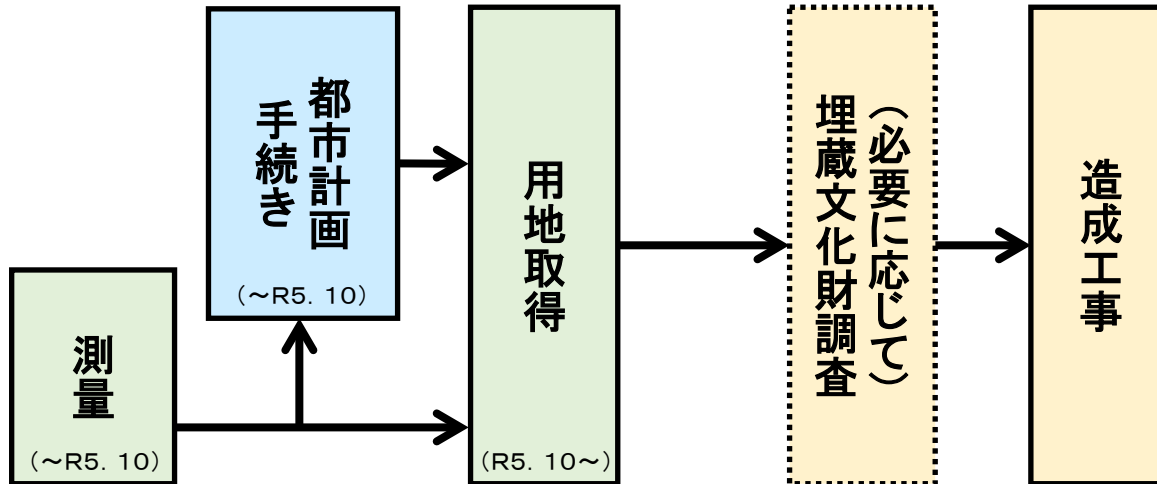 測量
(～R5. 10)
都市計画
手続き
(～R5. 10)
用地取得
(R5. 10～)
(必要に応じて)
埋蔵文化財調査
造成工事